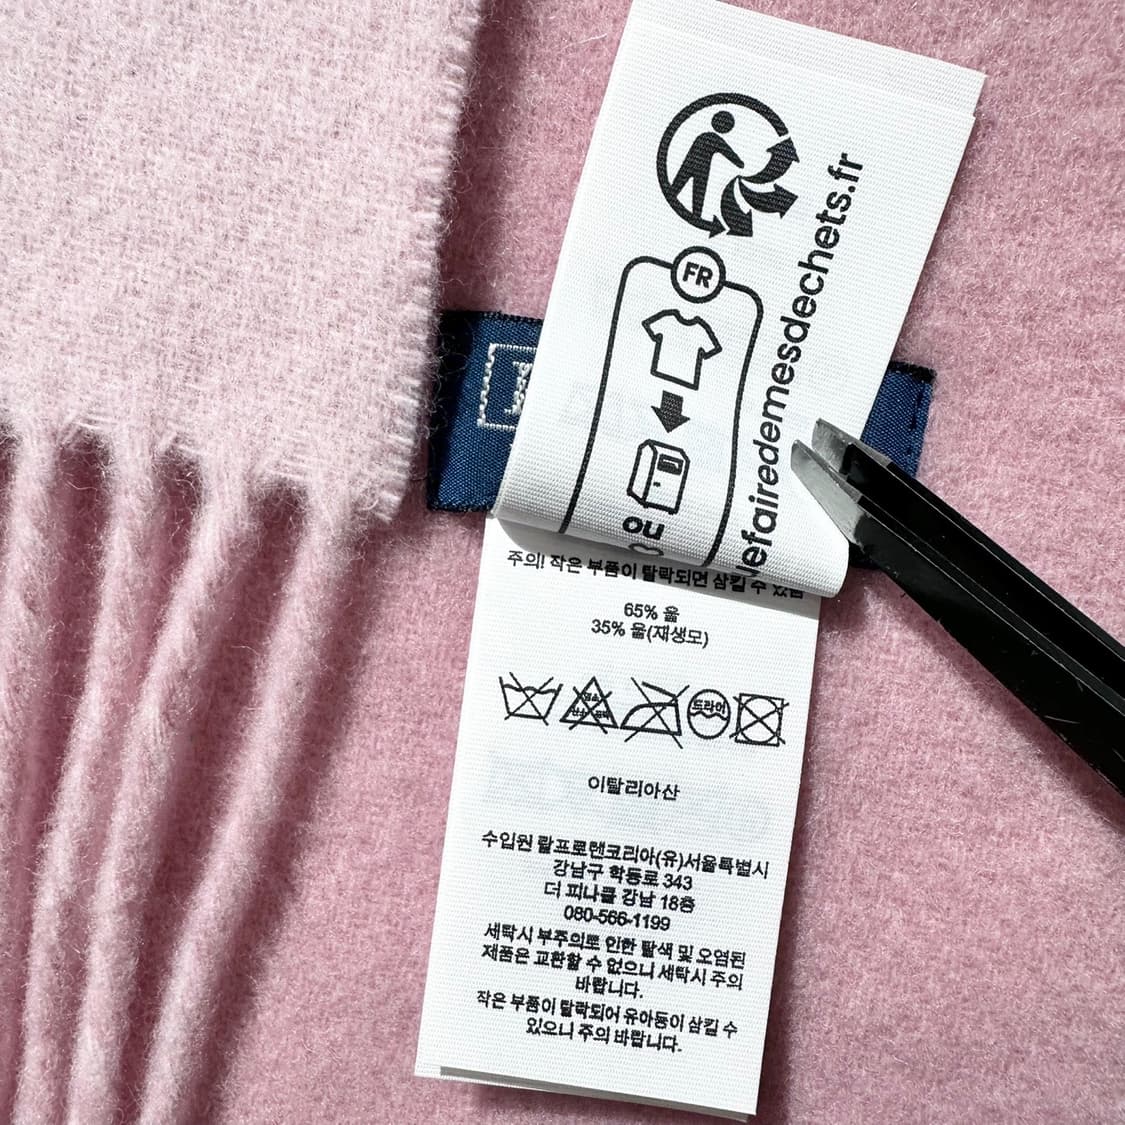 quefairedemesdechets.fr
FR
OU
주의! 작은 부품이 탈락되면 삼킬 수 있음
65% 울
35% 울(재생모)
드라이
이탈리아산
수입원 랄프로렌코리아(유)서울특별시
강남구 학동로 343
더 피나클 강남 18층
080-566-1199
세탁시 부주의로 인한 탈색 및 오염된
제품은 교환할 수 없으니 세탁시 주의
바랍니다.
작은 부품이 탈락되어 유아등이 삼킬 수
있으니 주의 바랍니다.